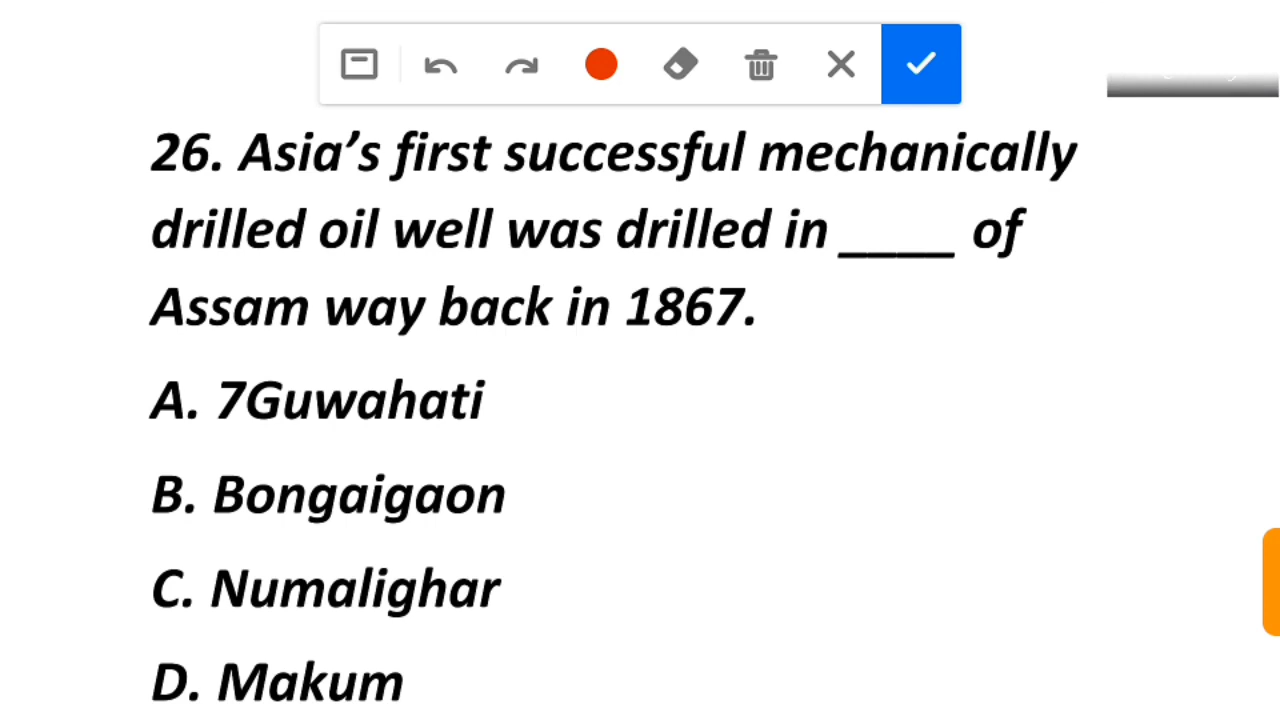 26. Asia’s first successful mechanically
drilled oil well was drilled in ____ of
Assam way back in 1867.
A. 7Guwahati
B. Bongaigaon
C. Numalighar
D. Makum